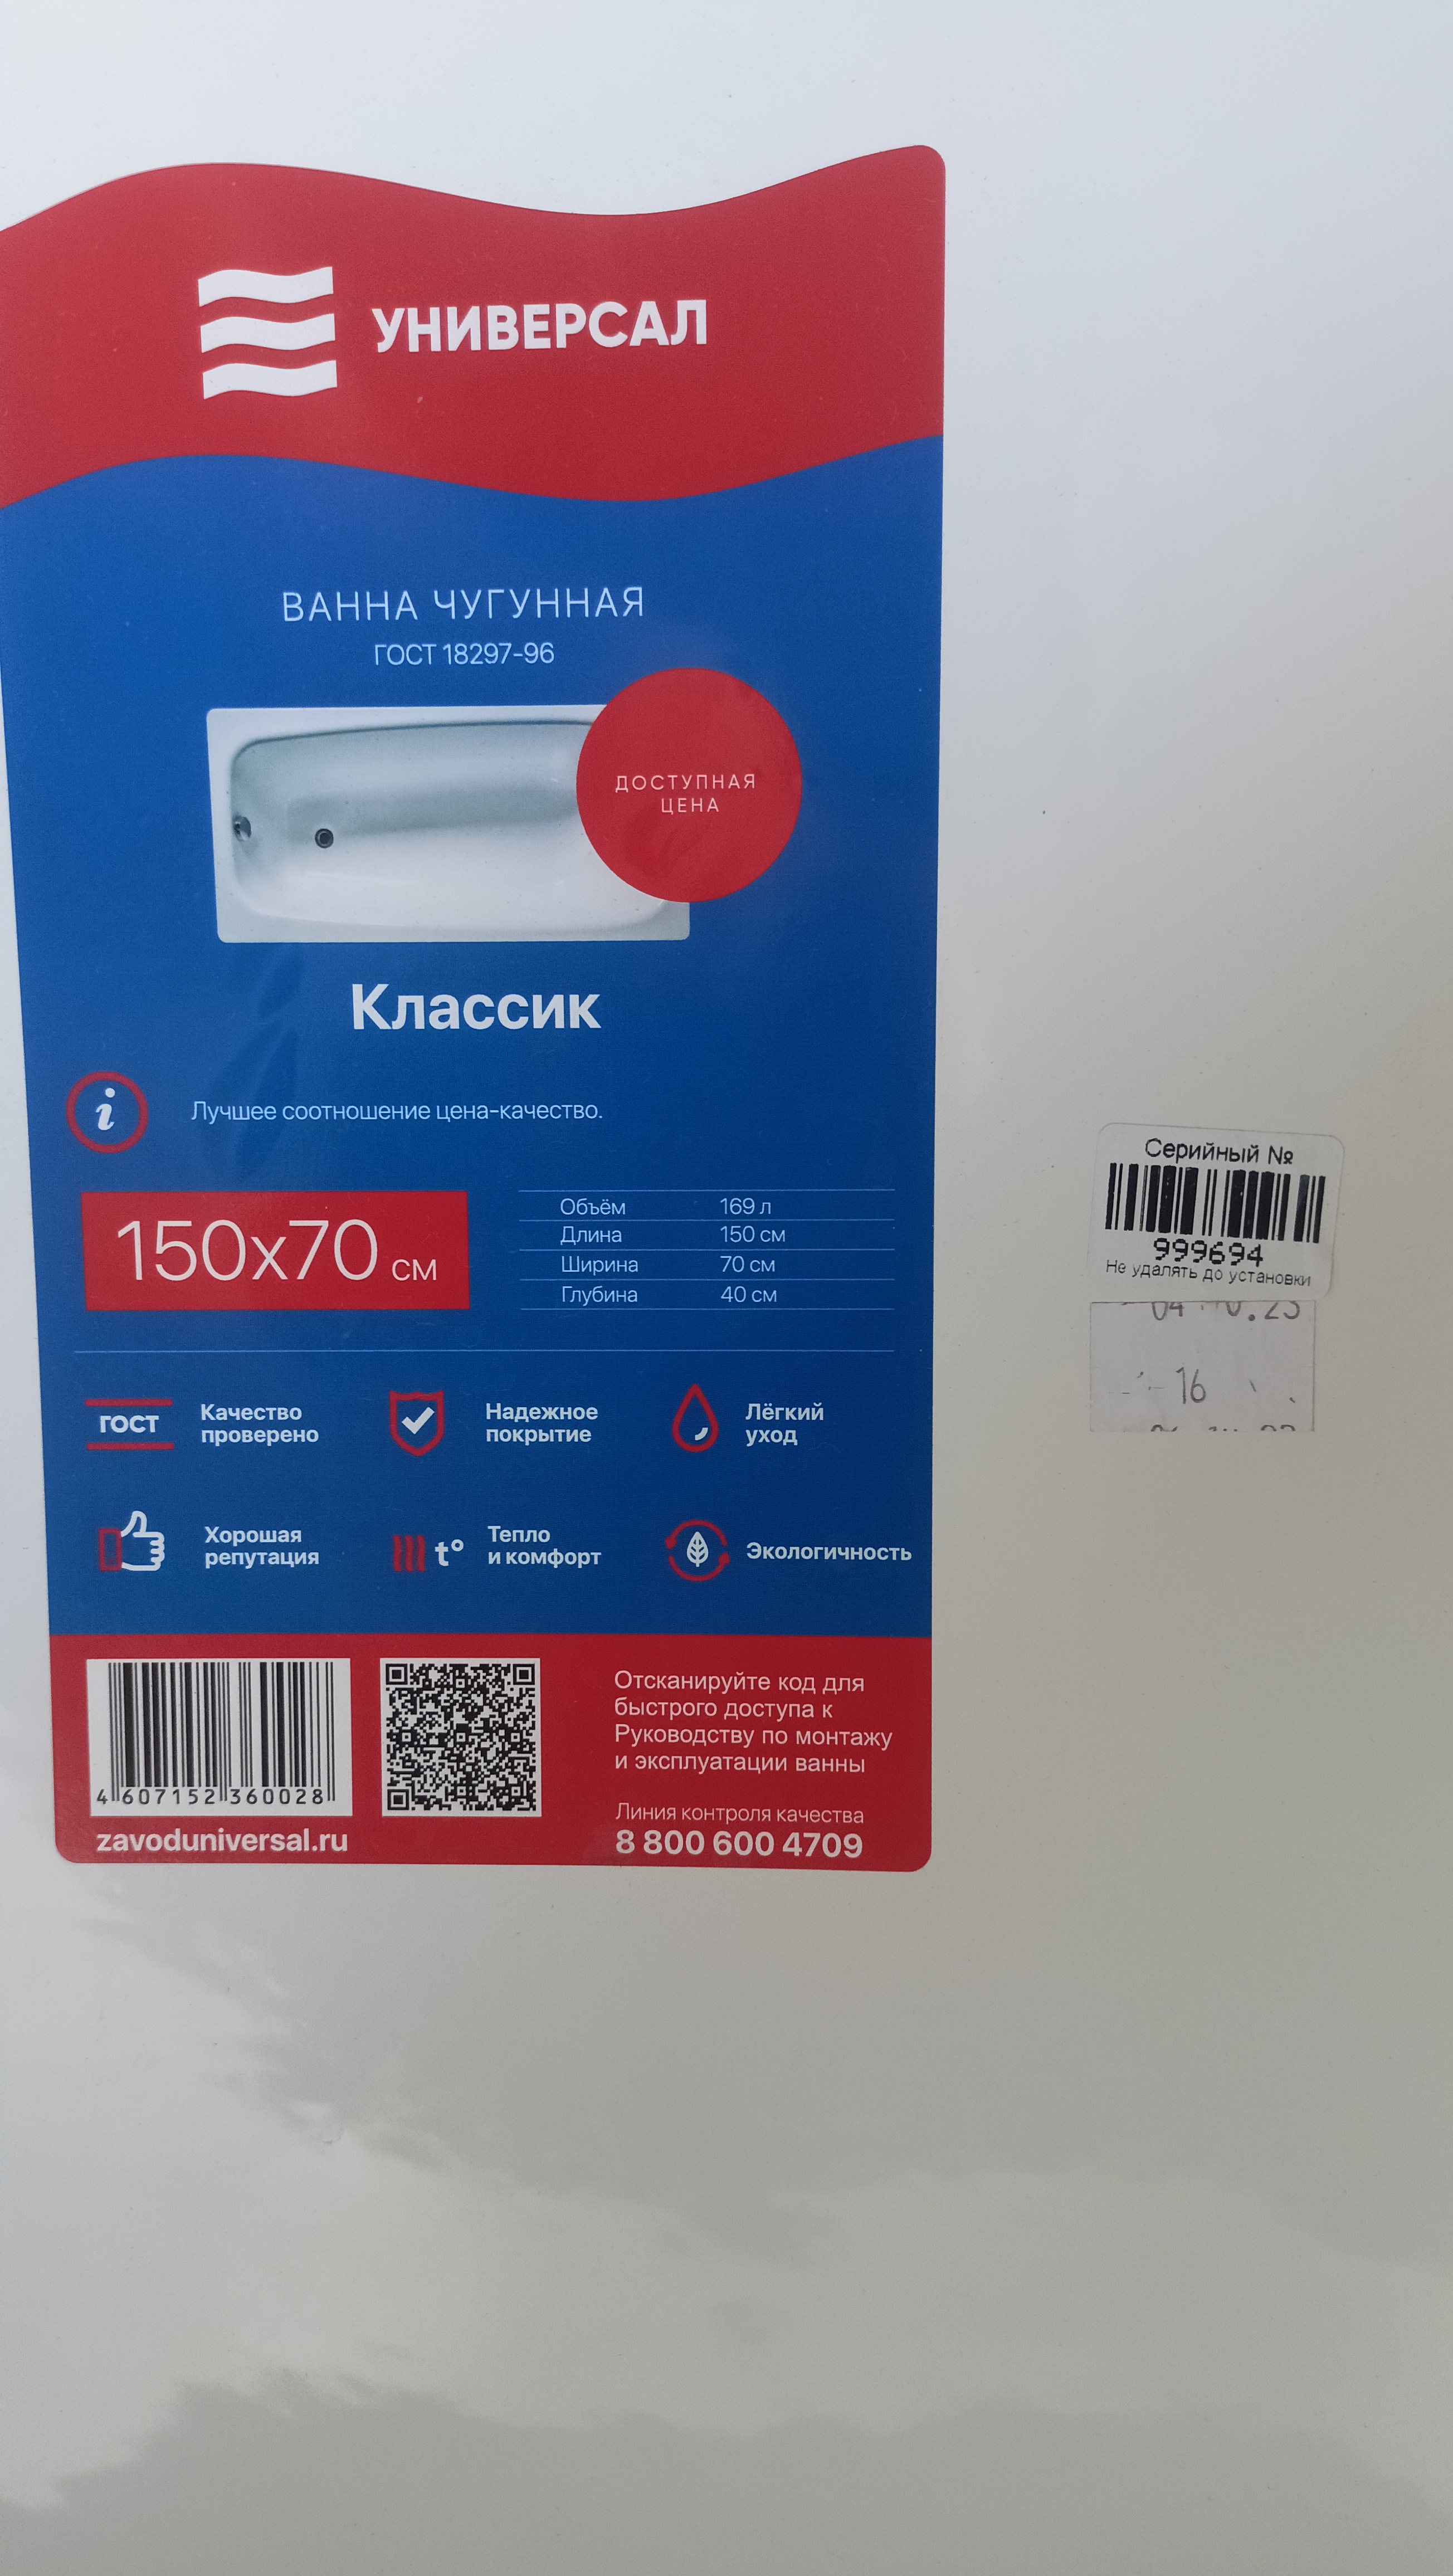 УНИВЕРСАЛ
ВАННА ЧУГУННАЯ
ГОСТ 18297-96
ДОСТУПНАЯ
ЦЕНА
Классик
i
Лучшее соотношение цена-качество.
150х70 см
Объём 169 л
Длина 150 см
Ширина 70 см
Глубина 40 см
ГОСТ
Качество
проверено
Надежное
покрытие
Лёгкий
уход
Хорошая
репутация
t°
Тепло
и комфорт
Экологичность
4 607152 360028
zavoduniversal.ru
Отсканируйте код для
быстрого доступа к
Руководству по монтажу
и эксплуатации ванны
Линия контроля качества
8 800 600 4709
Серийный №
999694
Не удалять до установки
16